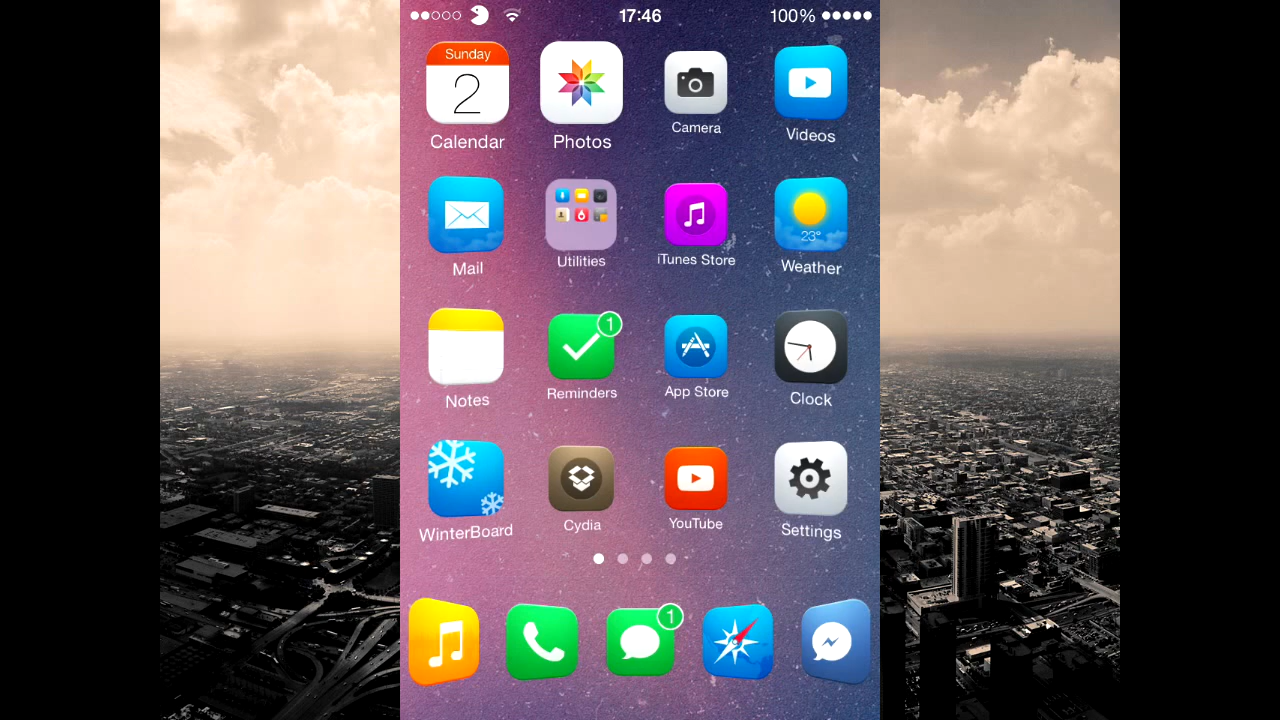 17:46 100%
Sunday
2
Calendar Photos Camera Videos
23°
Mail Utilities iTunes Store Weather
1
Notes Reminders App Store Clock
WinterBoard Cydia YouTube Settings
1